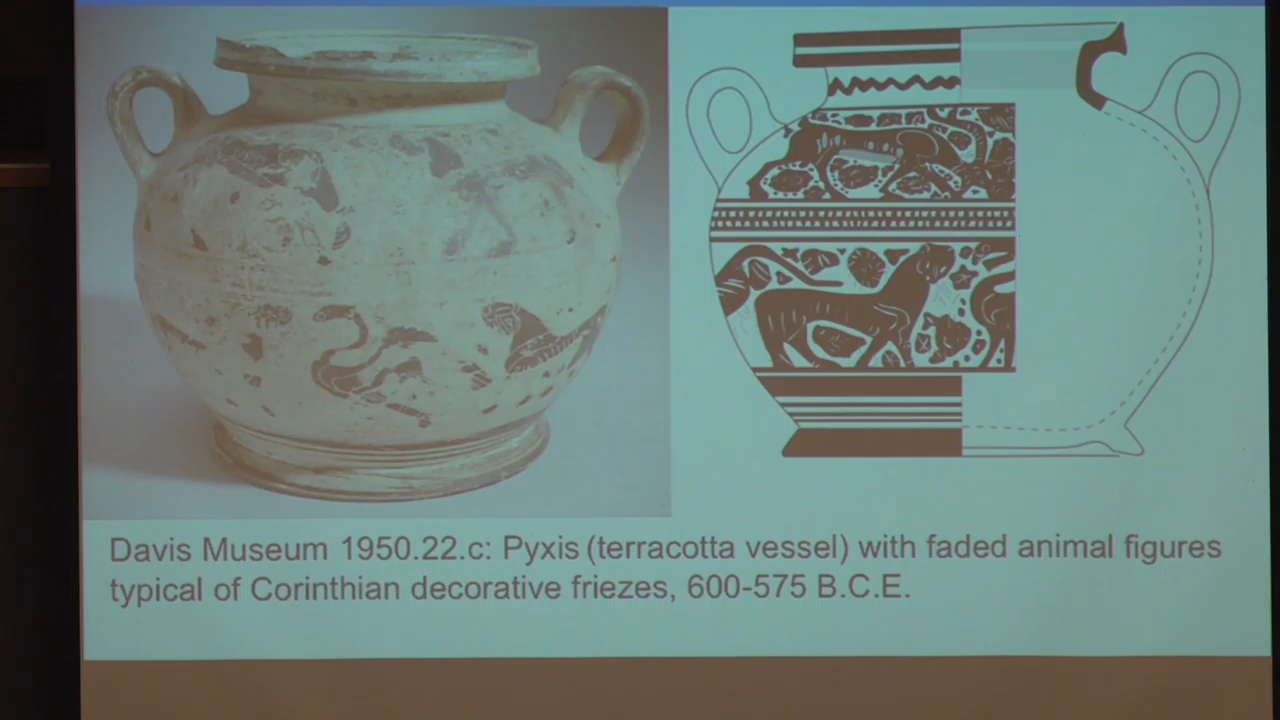 Davis Museum 1950.22.c: Pyxis (terracotta vessel) with faded animal figures
typical of Corinthian decorative friezes, 600-575 B.C.E.